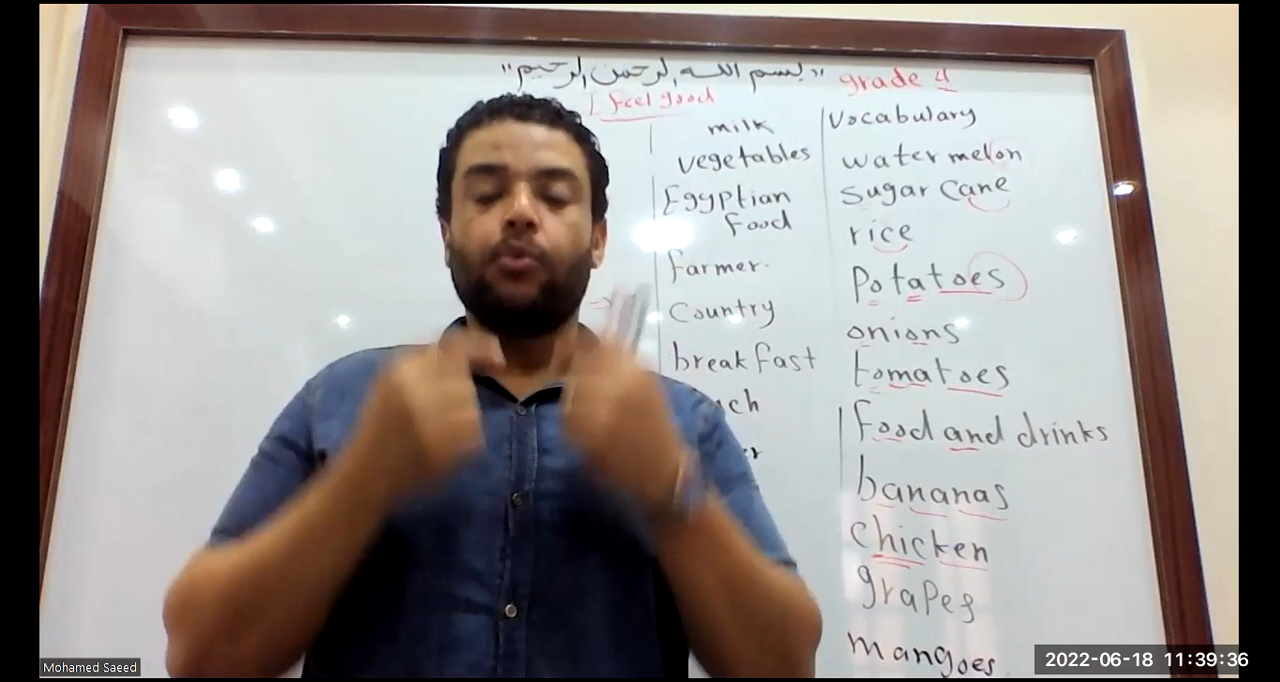 "بسم الله الرحمن الرحيم"
grade 4
I feel good
Vocabulary
water melon
Sugar Cane
rice
Potatoes
onions
tomatoes
food and drinks
bananas
chicken
grapes
mangoes
milk
vegetables
Egyptian
food
farmer.
Country
breakfast
Mohamed Saeed
2022-06-18 11:39:36